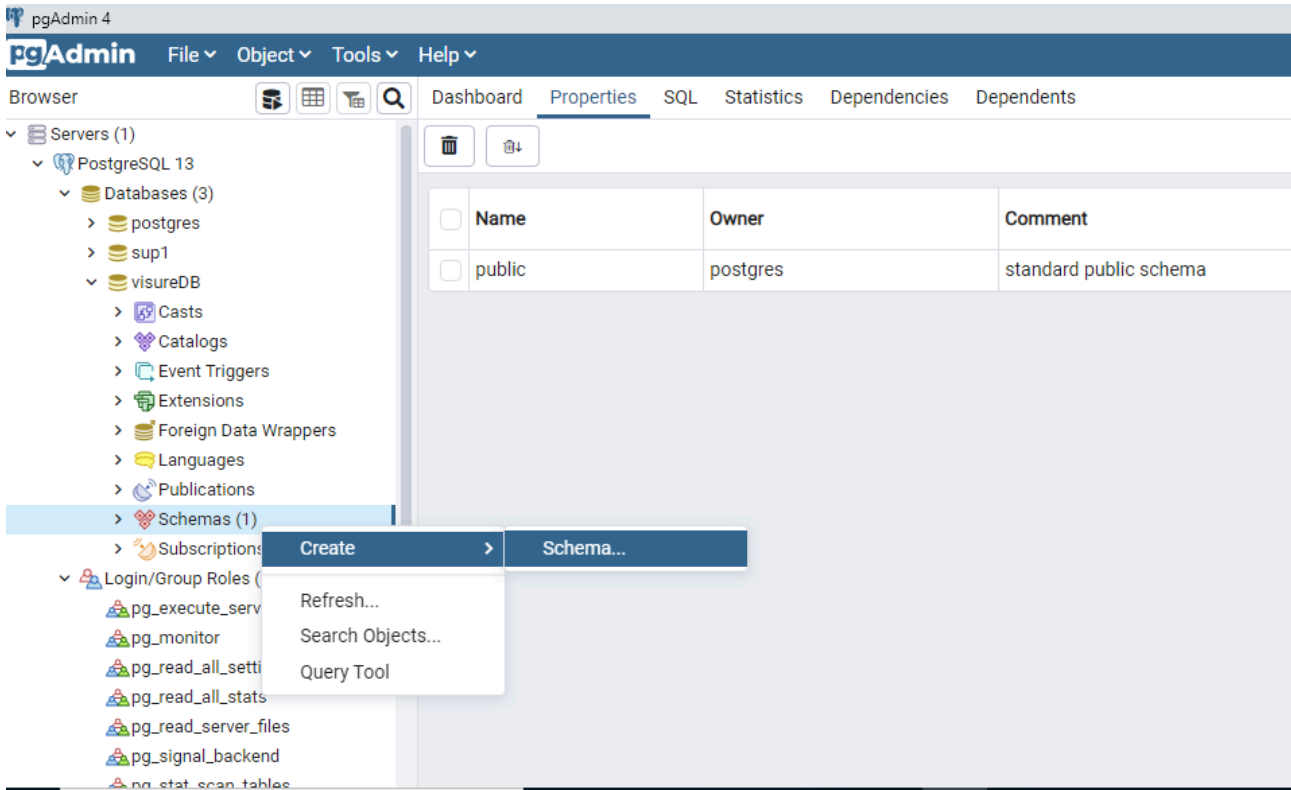 pgAdmin 4
pgAdmin File Object Tools Help
Browser
Dashboard Properties SQL Statistics Dependencies Dependents
Servers (1)
PostgreSQL 13
Databases (3)
postgres
sup1
visureDB
Casts
Catalogs
Event Triggers
Extensions
Foreign Data Wrappers
Languages
Publications
Schemas (1)
Subscriptions
Login/Group Roles (
pg_execute_serv
pg_monitor
pg_read_all_setti
pg_read_all_stats
pg_read_server_files
pg_signal_backend
pg_stat_scan_tables
Create
Schema...
Refresh...
Search Objects...
Query Tool
Name Owner Comment
public postgres standard public schema